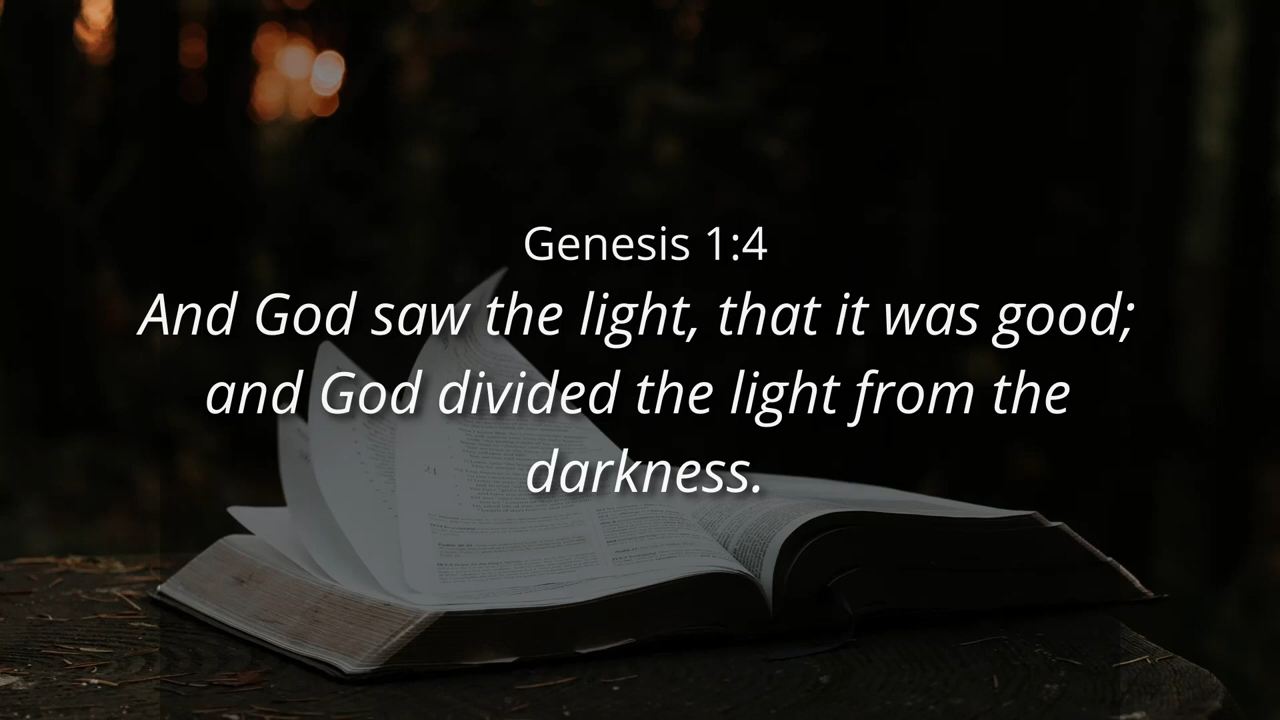 Genesis 1:4
And God saw the light, that it was good;
and God divided the light from the
darkness.